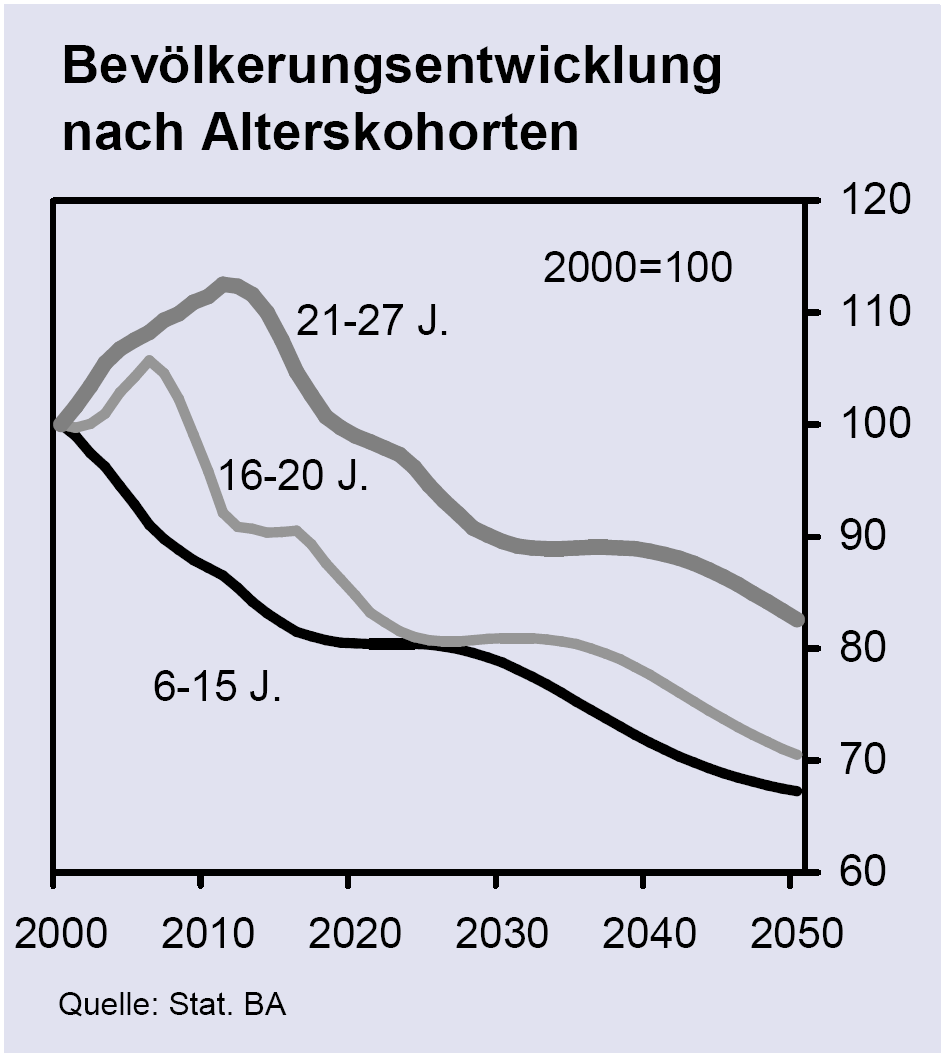 Bevölkerungsentwicklung
nach Alterskohorten
120
2000=100
110
21-27 J.
100
16-20 J.
90
80
6-15 J.
70
60
2000 2010 2020 2030 2040 2050
Quelle: Stat. BA